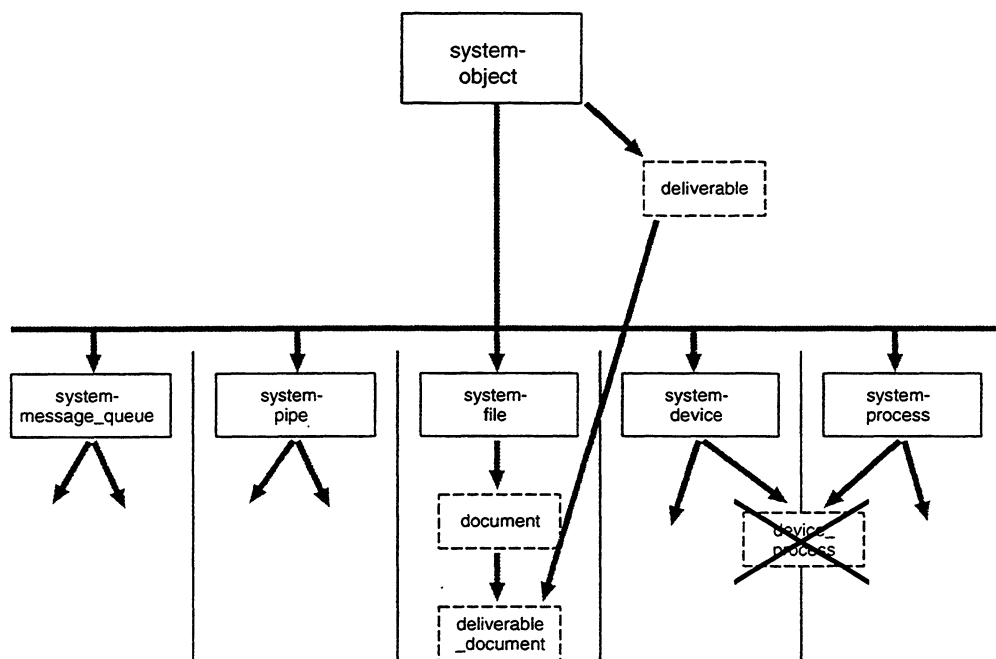 system-
object
deliverable
system-
message_queue
system-
pipe
system-
file
system-
device
system-
process
document
device_
process
deliverable
_document